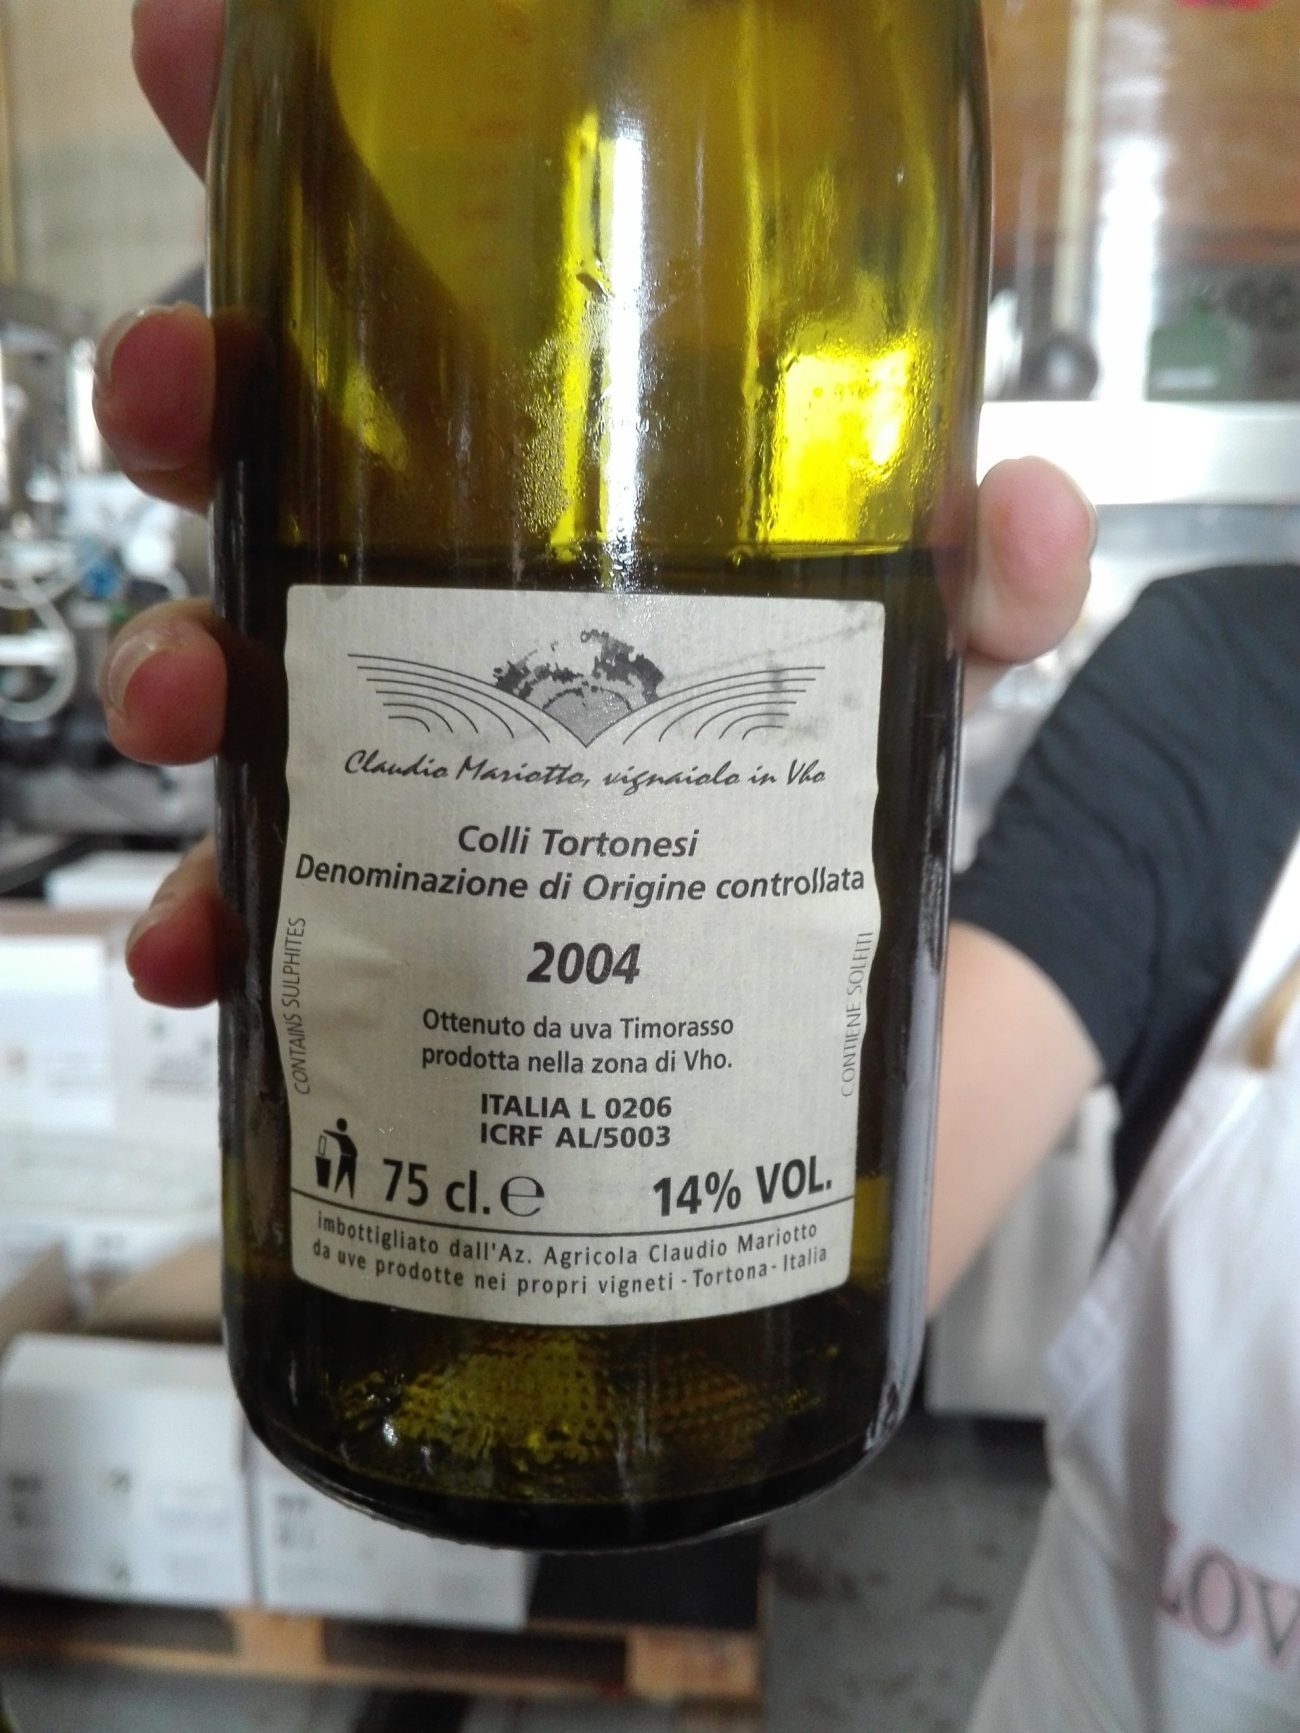 Claudio Mariotto, vignaiolo in Vho
Colli Tortonesi
Denominazione di Origine controllata
2004
Ottenuto da uva Timorasso
prodotta nella zona di Vho.
CONTAINS SULPHITES
CONTIENE SOLFITI
ITALIA L 0206
ICRF AL/5003
75 cl. e 14% VOL.
imbottigliato dall'Az. Agricola Claudio Mariotto
da uve prodotte nei propri vigneti - Tortona - Italia